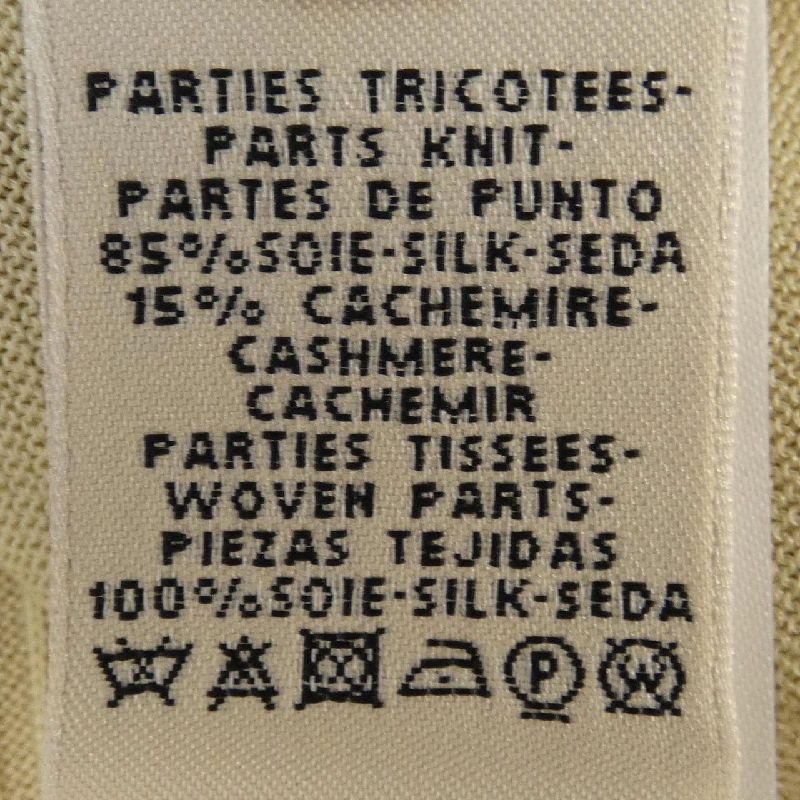 PARTIES TRICOTEES-
PARTS KNIT-
PARTES DE PUNTO
85%SOIE-SILK-SEDA
15% CACHEMIRE-
CASHMERE-
CACHEMIR
PARTIES TISSEES-
WOVEN PARTS-
PIEZAS TEJIDAS
100%SOIE-SILK-SEDA
P W